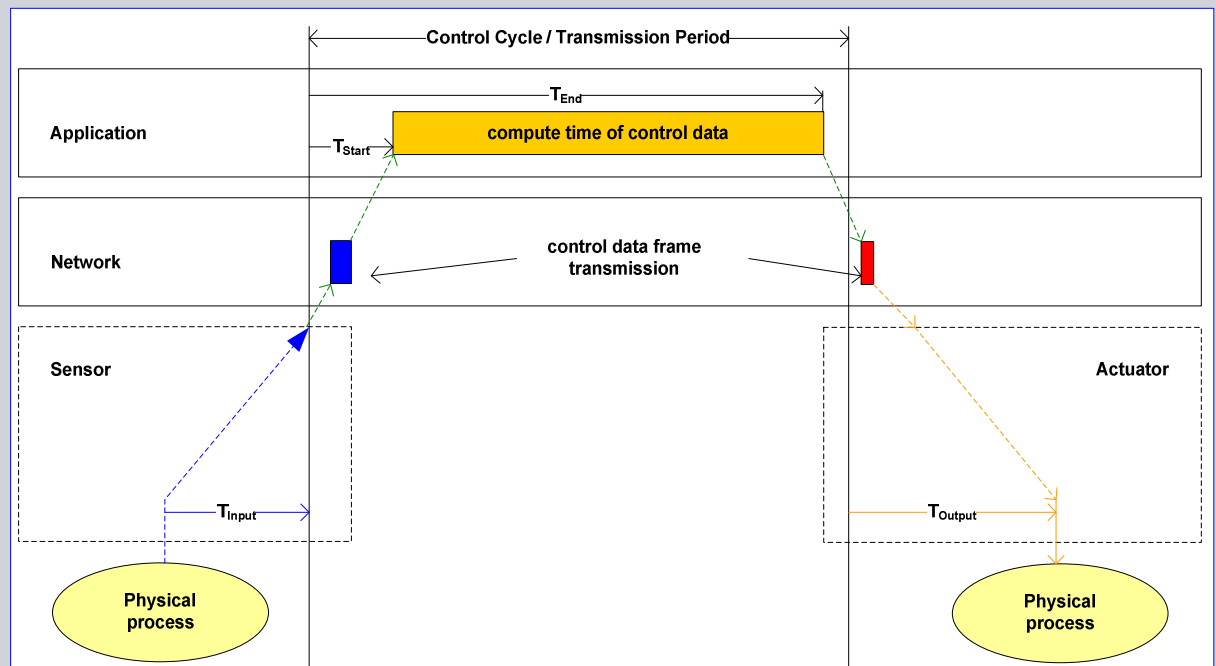 Control Cycle / Transmission Period
T_End
Application
compute time of control data
T_Start
Network
control data frame
transmission
Sensor
Actuator
T_Input
T_Output
Physical
process
Physical
process